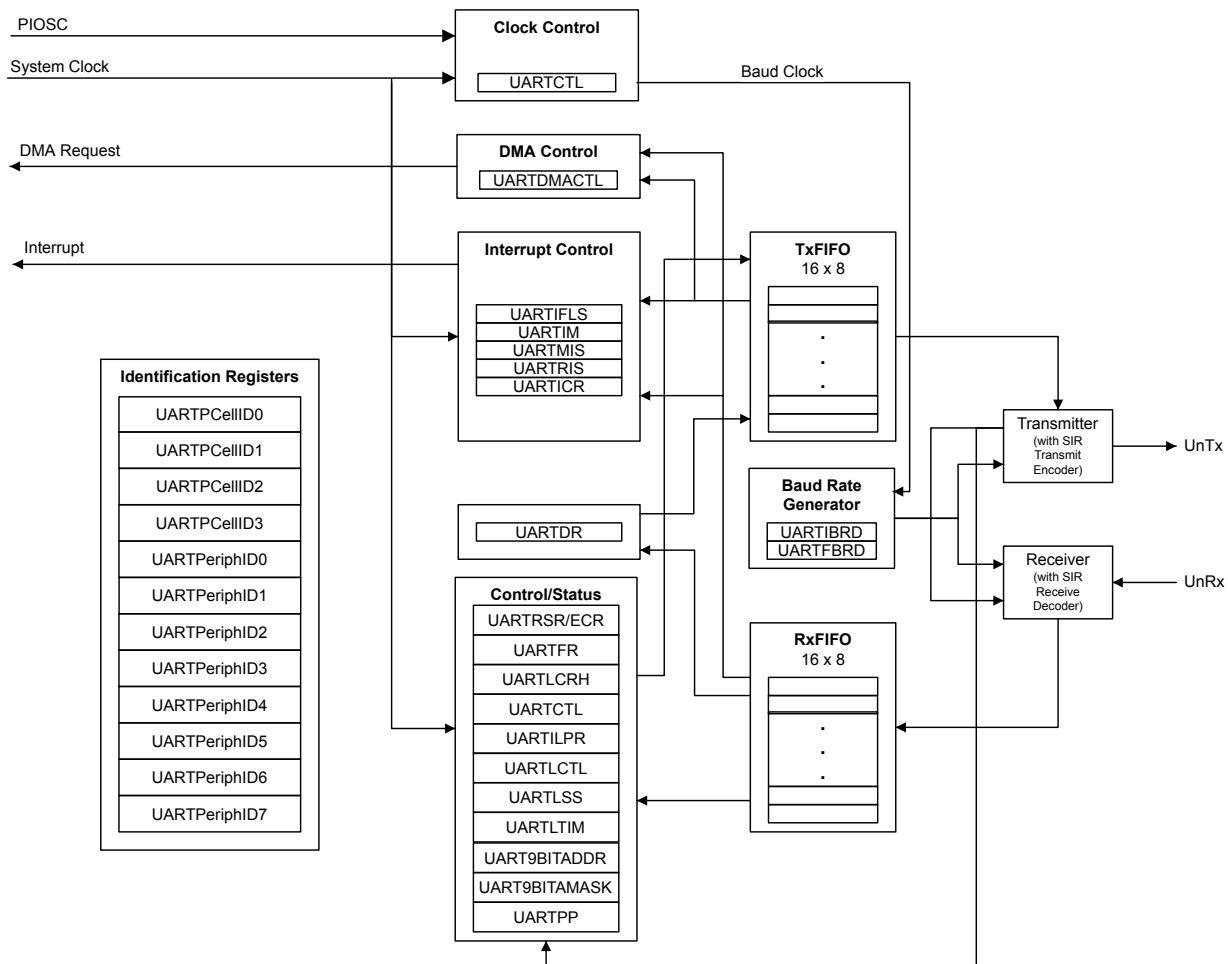 PIOSC
System Clock
Clock Control
UARTCTL
Baud Clock
DMA Request
DMA Control
UARTDMACTL
Interrupt
Interrupt Control
UARTIFLS
UARTIM
UARTMIS
UARTRIS
UARTICR
TxFIFO
16 x 8
.
.
.
Identification Registers
UARTPCellID0
UARTPCellID1
UARTPCellID2
UARTPCellID3
UARTPeriphID0
UARTPeriphID1
UARTPeriphID2
UARTPeriphID3
UARTPeriphID4
UARTPeriphID5
UARTPeriphID6
UARTPeriphID7
Transmitter
(with SIR
Transmit
Encoder)
UnTx
Baud Rate
Generator
UARTIBRD
UARTFBRD
UARTDR
Receiver
(with SIR
Receive
Decoder)
UnRx
Control/Status
UARTRSR/ECR
UARTFR
UARTLCRH
UARTCTL
UARTILPR
UARTLCTL
UARTLSS
UARTLTIM
UART9BITADDR
UART9BITAMASK
UARTPP
RxFIFO
16 x 8
.
.
.